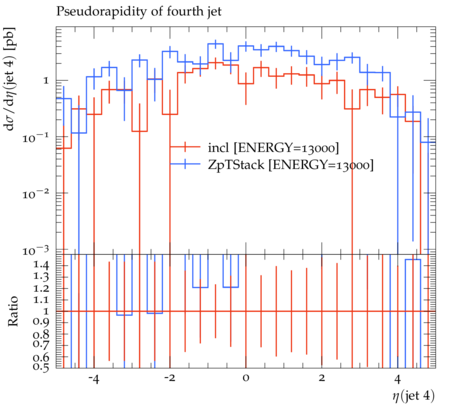 Pseudorapidity of fourth jet
dσ/dη(jet 4) [pb]
1
10⁻¹
10⁻²
10⁻³
incl [ENERGY=13000]
ZpTStack [ENERGY=13000]
Ratio
1.4
1.3
1.2
1.1
1
0.9
0.8
0.7
0.6
0.5
-4 -2 0 2 4
η(jet 4)